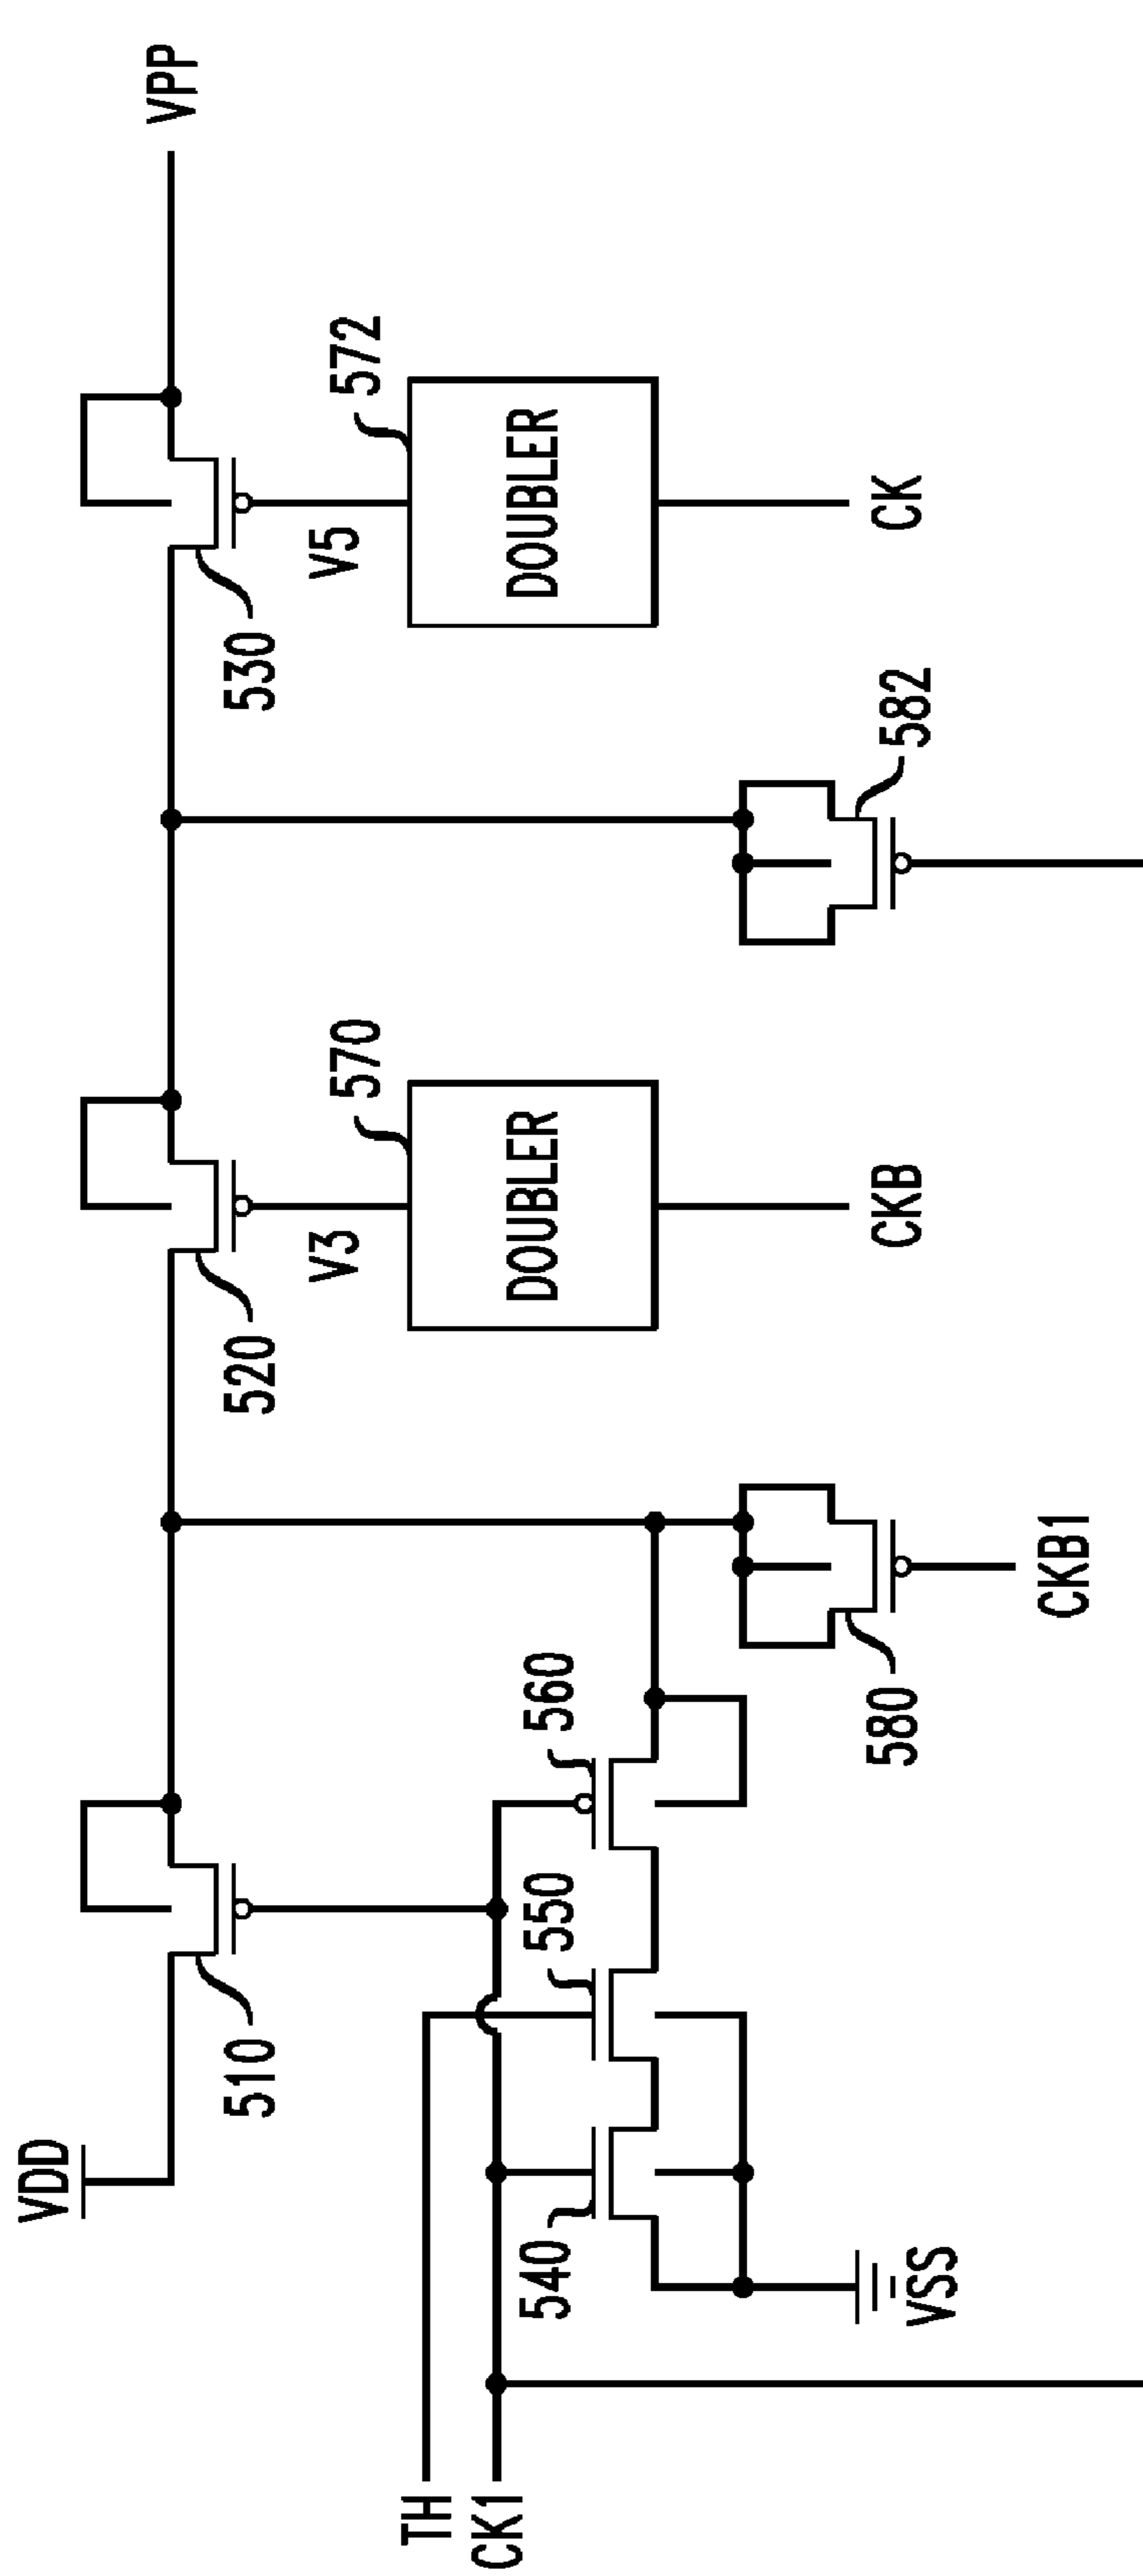 VDD
VPP
510
520
530
V3
V5
570
572
TH
CK1
DOUBLER
DOUBLER
540
550
560
580
582
CKB
CK
VSS
CKB1